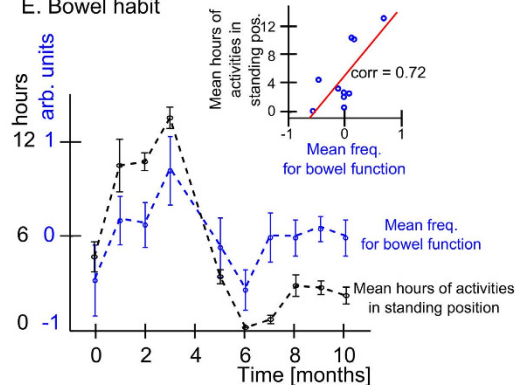 E. Bowel habit
Mean hours of
activities in
standing pos.
12
8
4
0
corr = 0.72
-1
0
1
Mean freq.
for bowel function
hours
arb. units
12 1
6 0
0 -1
Mean freq.
for bowel function
Mean hours of activities
in standing position
0 2 4 6 8 10
Time [months]